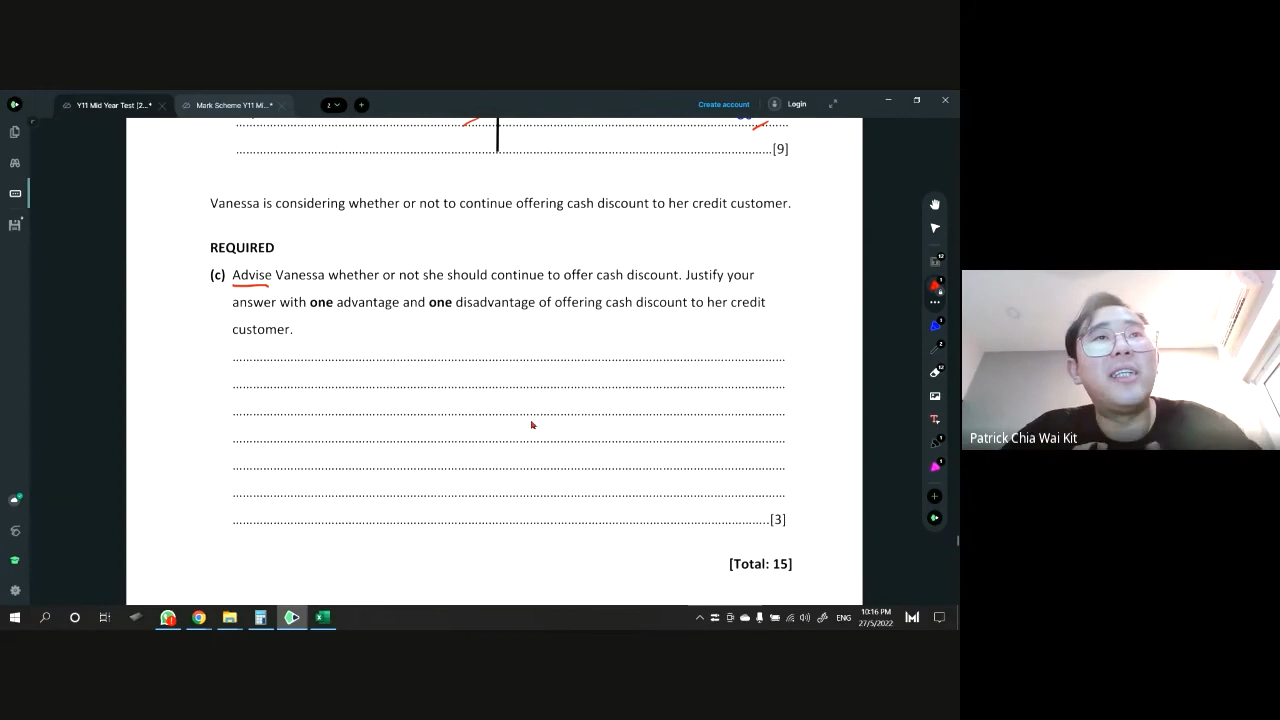 Y11 Mid Year Test [2...*
Mark Scheme Y11 Mi...*
2
Create account
Login
[9]
Vanessa is considering whether or not to continue offering cash discount to her credit customer.
REQUIRED
(c) Advise Vanessa whether or not she should continue to offer cash discount. Justify your
answer with one advantage and one disadvantage of offering cash discount to her credit
customer.
[3]
[Total: 15]
Patrick Chia Wai Kit
ENG
10:16 PM
27/5/2022